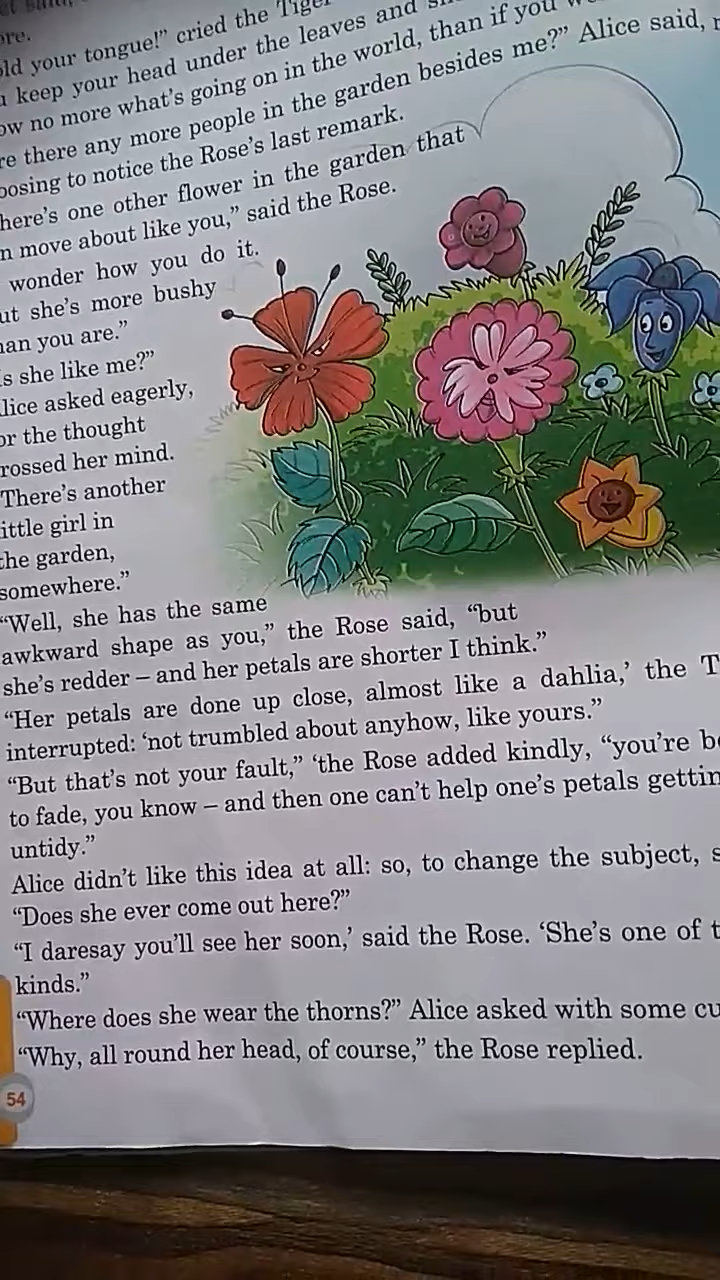 ore.
old your tongue!" cried the Tiger
keep your head under the leaves and
ow no more what's going on in the world, than if you
re there any more people in the garden besides me?" Alice said,
posing to notice the Rose's last remark.
here's one other flower in the garden that
n move about like you," said the Rose.
wonder how you do it.
ut she's more bushy
han you are."
s she like me?"
lice asked eagerly,
or the thought
rossed her mind.
There's another
ittle girl in
the garden,
somewhere."
"Well, she has the same
awkward shape as you," the Rose said, "but
she's redder – and her petals are shorter I think."
"Her petals are done up close, almost like a dahlia,' the T
interrupted: 'not trumbled about anyhow, like yours."
"But that's not your fault," 'the Rose added kindly, "you're be
to fade, you know – and then one can't help one's petals gettin
untidy."
Alice didn't like this idea at all: so, to change the subject, s
"Does she ever come out here?"
"I daresay you'll see her soon,' said the Rose. 'She's one of t
kinds."
"Where does she wear the thorns?" Alice asked with some cu
"Why, all round her head, of course," the Rose replied.
54